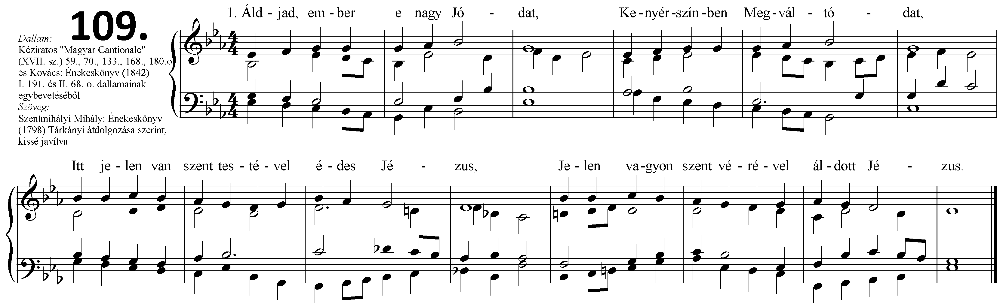 109.
Dallam:
Kéziratos "Magyar Cantionale"
(XVII. sz.) 59., 70., 133., 168., 180.o
és Kovács: Énekeskönyv (1842)
I. 191. és II. 68. o. dallamainak
egybevetéséből
Szöveg:
Szentmihályi Mihály: Énekeskönyv
(1798) Tárkányi átdolgozása szerint,
kissé javítva
1. Áld - jad, em - ber e nagy Jó - dat, Ke - nyér - szín - ben Meg - vál - tó - dat,
Itt je - len van szent tes - té - vel é - des Jé - zus, Je - len va - gyon szent vé - ré - vel ál - dott Jé - zus.